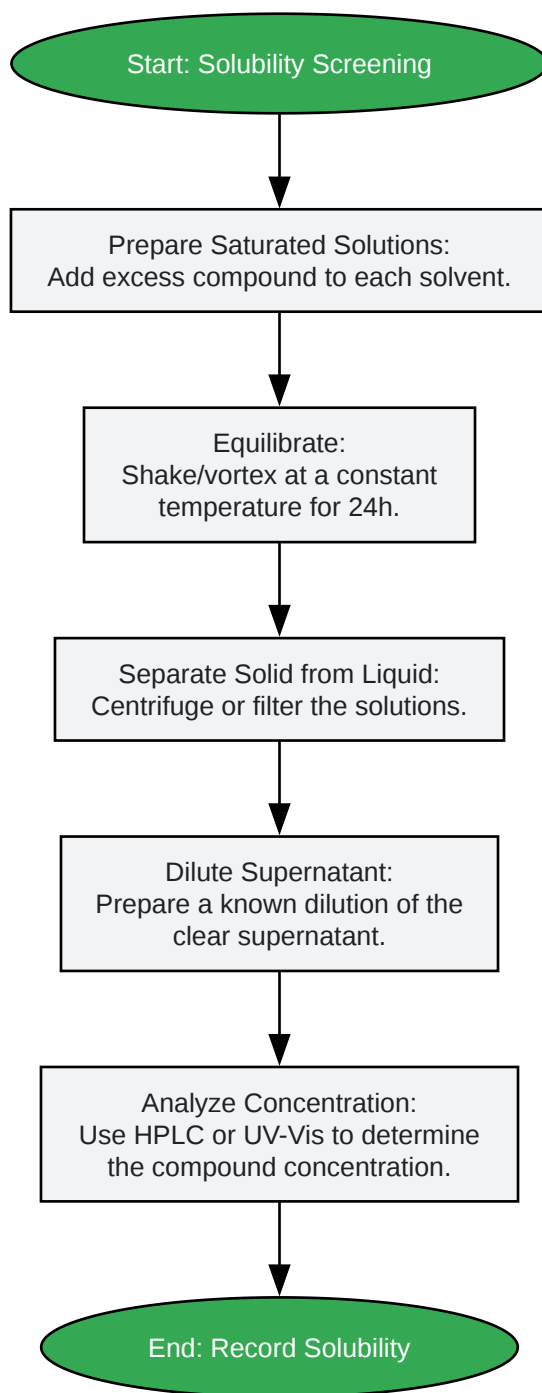 Start: Solubility Screening
Prepare Saturated Solutions:
Add excess compound to each solvent.
Equilibrate:
Shake/vortex at a constant
temperature for 24h.
Separate Solid from Liquid:
Centrifuge or filter the solutions.
Dilute Supernatant:
Prepare a known dilution of the
clear supernatant.
Analyze Concentration:
Use HPLC or UV-Vis to determine
the compound concentration.
End: Record Solubility